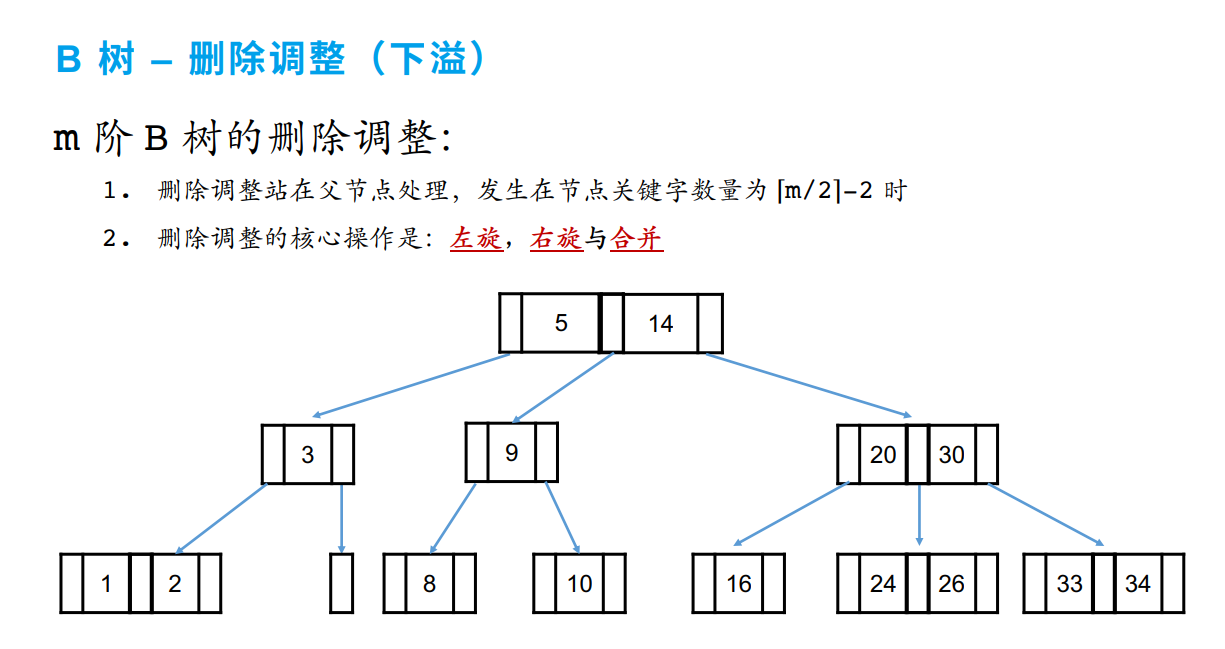 B 树 – 删除调整（下溢）
m 阶 B 树的删除调整：
1. 删除调整站在父节点处理，发生在节点关键字数量为 ⌈m/2⌉-2 时
2. 删除调整的核心操作是：左旋，右旋与合并
5 14
3 9 20 30
1 2 8 10 16 24 26 33 34